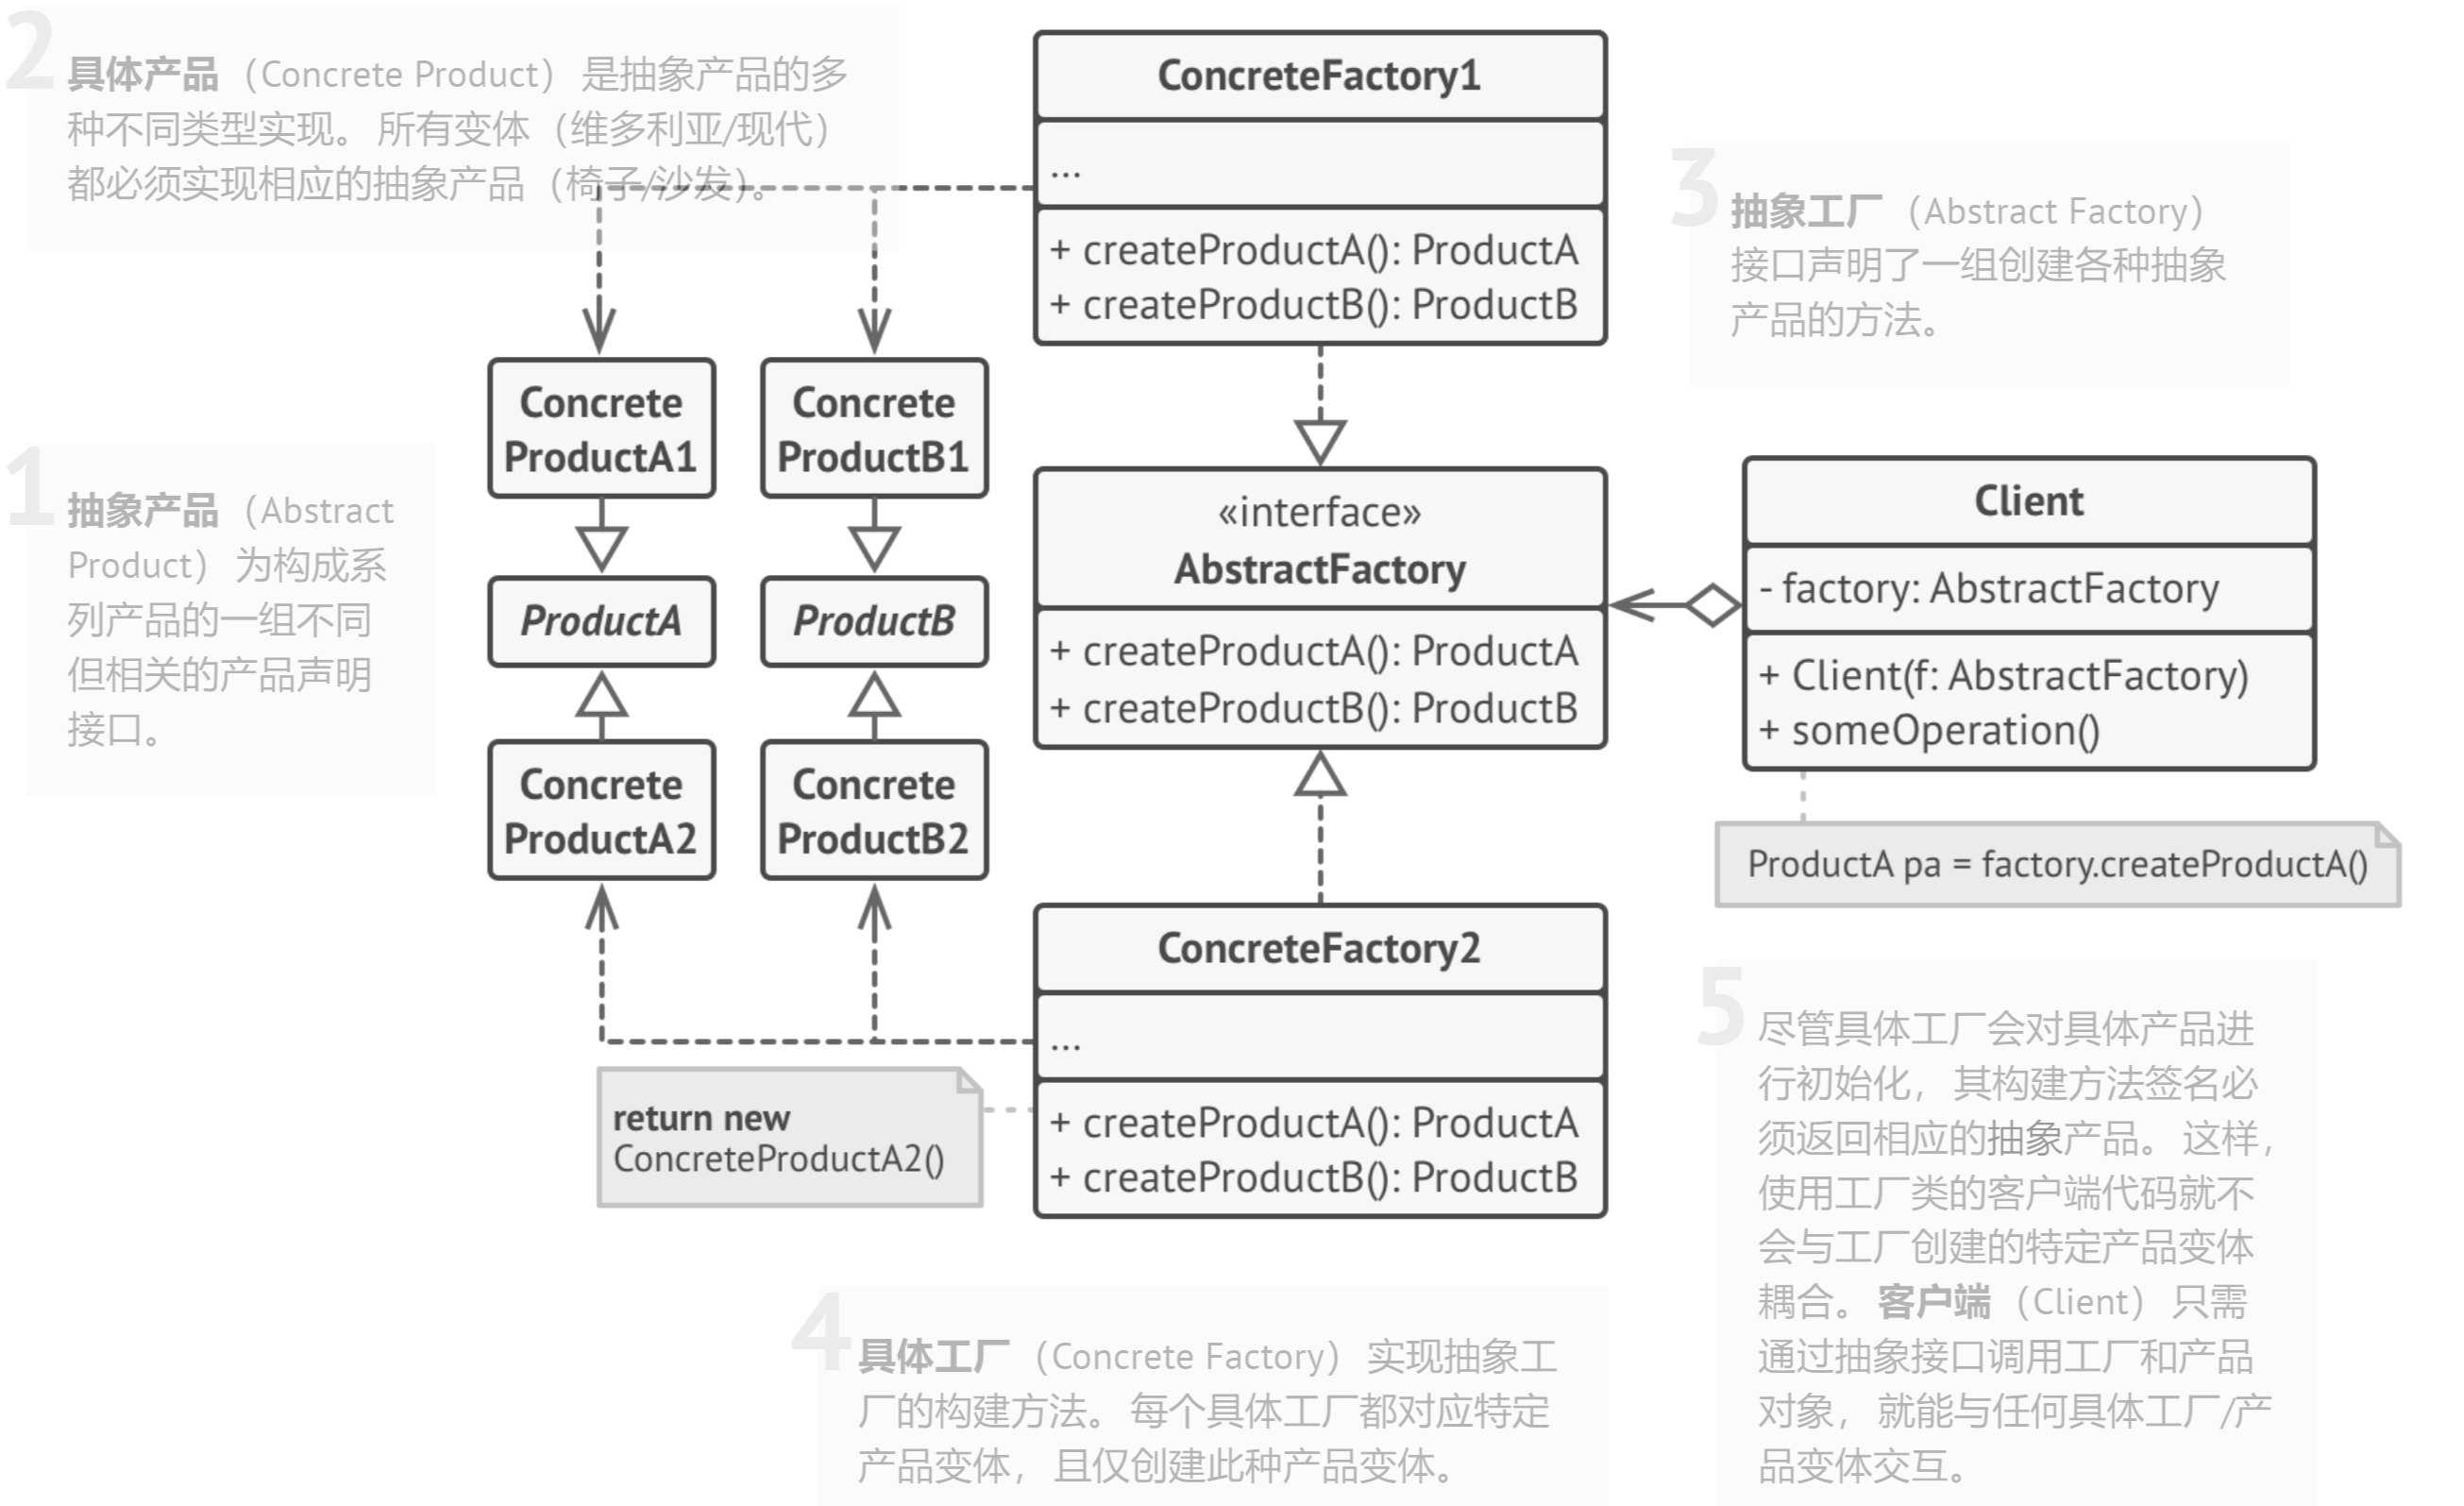 2
具体产品（Concrete Product） 是抽象产品的多
种不同类型实现。 所有变体（维多利亚/现代）
都必须实现相应的抽象产品（椅子/沙发）。
ConcreteFactory1
...
+ createProductA(): ProductA
+ createProductB(): ProductB
3
抽象工厂（Abstract Factory）
接口声明了一组创建各种抽象
产品的方法。
Concrete
ProductA1
Concrete
ProductB1
1
抽象产品（Abstract
Product） 为构成系
列产品的一组不同
但相关的产品声明
接口。
ProductA
ProductB
«interface»
AbstractFactory
+ createProductA(): ProductA
+ createProductB(): ProductB
Client
- factory: AbstractFactory
+ Client(f: AbstractFactory)
+ someOperation()
ProductA pa = factory.createProductA()
Concrete
ProductA2
Concrete
ProductB2
ConcreteFactory2
...
+ createProductA(): ProductA
+ createProductB(): ProductB
return new
ConcreteProductA2()
4
具体工厂（Concrete Factory） 实现抽象工
厂的构建方法。 每个具体工厂都对应特定
产品变体， 且仅创建此种产品变体。
5
尽管具体工厂会对具体产品进
行初始化， 其构建方法签名必
须返回相应的抽象产品。 这样，
使用工厂类的客户端代码就不
会与工厂创建的特定产品变体
耦合。 客户端（Client） 只需
通过抽象接口调用工厂和产品
对象， 就能与任何具体工厂/产
品变体交互。